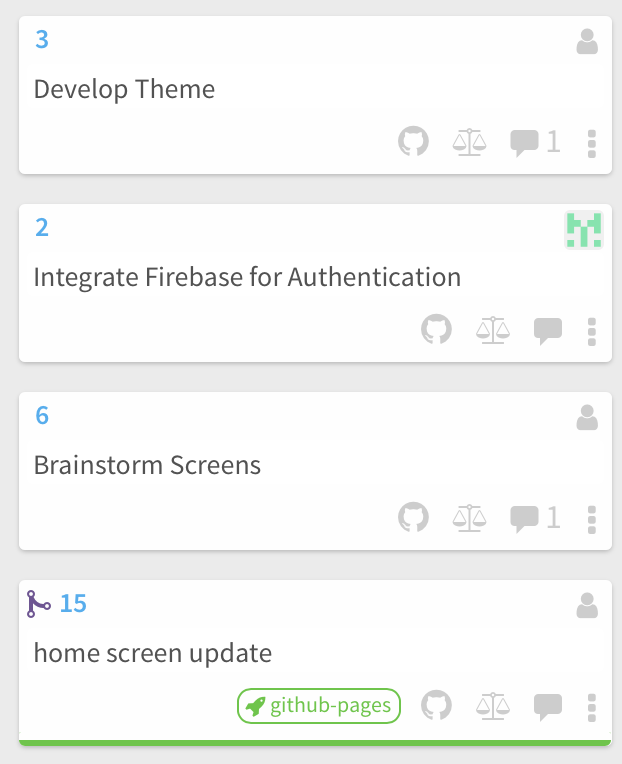 3
Develop Theme
1
2
Integrate Firebase for Authentication
6
Brainstorm Screens
1
15
home screen update
github-pages